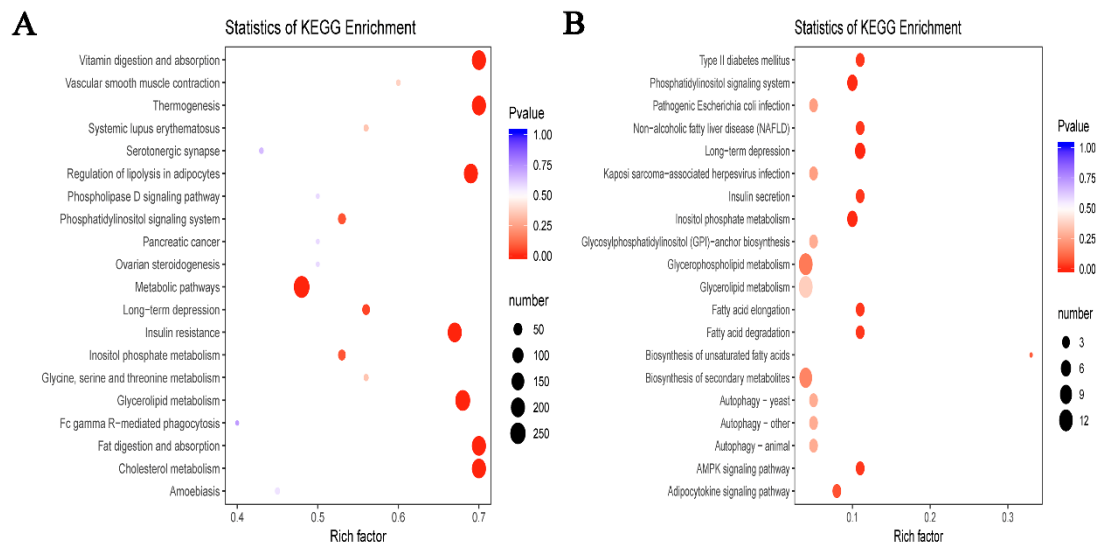 A
Statistics of KEGG Enrichment
Vitamin digestion and absorption
Vascular smooth muscle contraction
Thermogenesis
Systemic lupus erythematosus
Serotonergic synapse
Regulation of lipolysis in adipocytes
Phospholipase D signaling pathway
Phosphatidylinositol signaling system
Pancreatic cancer
Ovarian steroidogenesis
Metabolic pathways
Long−term depression
Insulin resistance
Inositol phosphate metabolism
Glycine, serine and threonine metabolism
Glycerolipid metabolism
Fc gamma R−mediated phagocytosis
Fat digestion and absorption
Cholesterol metabolism
Amoebiasis
0.4 0.5 0.6 0.7
Rich factor
Pvalue
1.00
0.75
0.50
0.25
0.00
number
50
100
150
200
250
B
Statistics of KEGG Enrichment
Type II diabetes mellitus
Phosphatidylinositol signaling system
Pathogenic Escherichia coli infection
Non−alcoholic fatty liver disease (NAFLD)
Long−term depression
Kaposi sarcoma−associated herpesvirus infection
Insulin secretion
Inositol phosphate metabolism
Glycosylphosphatidylinositol (GPI)−anchor biosynthesis
Glycerophospholipid metabolism
Glycerolipid metabolism
Fatty acid elongation
Fatty acid degradation
Biosynthesis of unsaturated fatty acids
Biosynthesis of secondary metabolites
Autophagy − yeast
Autophagy − other
Autophagy − animal
AMPK signaling pathway
Adipocytokine signaling pathway
0.1 0.2 0.3
Rich factor
Pvalue
1.00
0.75
0.50
0.25
0.00
number
3
6
9
12